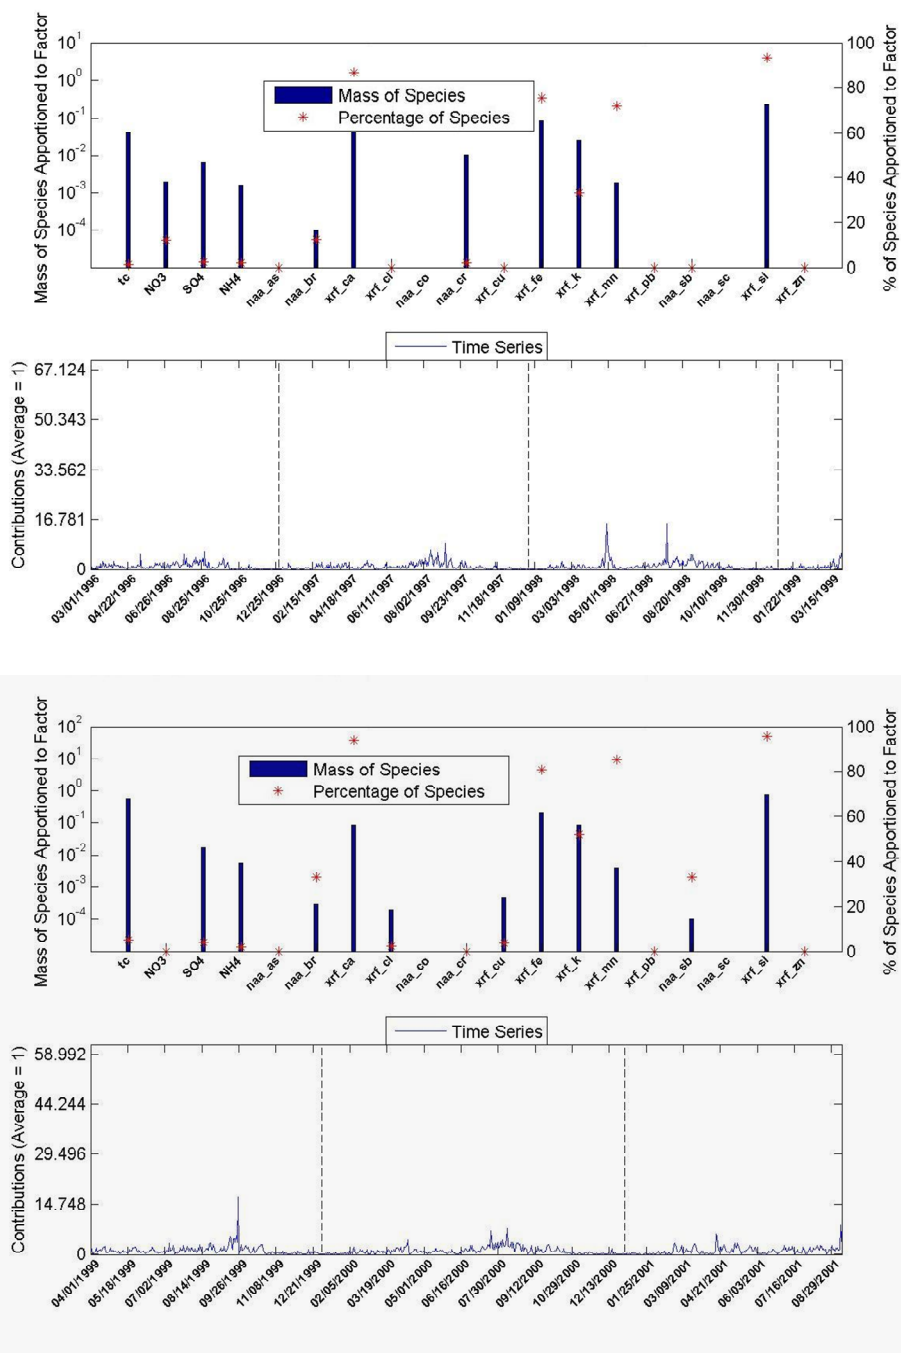 Mass of Species Apportioned to Factor
10^1
10^0
10^-1
10^-2
10^-3
10^-4
Mass of Species
Percentage of Species
100
80
60
40
20
0
% of Species Apportioned to Factor
tc NO3 SO4 NH4 naa_as naa_br xrf_ca xrf_cl naa_co naa_cr xrf_cu xrf_fe xrf_k xrf_mn xrf_pb naa_sb naa_sc xrf_si xrf_zn
Time Series
Contributions (Average = 1)
67.124
50.343
33.562
16.781
0
03/01/1996 04/22/1996 06/26/1996 08/25/1996 10/25/1996 12/25/1996 02/15/1997 04/18/1997 06/11/1997 08/02/1997 09/23/1997 11/18/1997 01/09/1998 03/03/1998 05/01/1998 06/27/1998 08/20/1998 10/10/1998 11/30/1998 01/22/1999 03/15/1999
Mass of Species Apportioned to Factor
10^2
10^1
10^0
10^-1
10^-2
10^-3
10^-4
Mass of Species
Percentage of Species
100
80
60
40
20
0
% of Species Apportioned to Factor
tc NO3 SO4 NH4 naa_as naa_br xrf_ca xrf_cl naa_co naa_cr xrf_cu xrf_fe xrf_k xrf_mn xrf_pb naa_sb naa_sc xrf_si xrf_zn
Time Series
Contributions (Average = 1)
58.992
44.244
29.496
14.748
0
04/01/1999 05/18/1999 07/02/1999 08/14/1999 09/26/1999 11/08/1999 12/21/1999 02/05/2000 03/19/2000 05/01/2000 06/16/2000 07/30/2000 09/12/2000 10/29/2000 12/13/2000 01/25/2001 03/09/2001 04/21/2001 06/03/2001 07/16/2001 08/29/2001